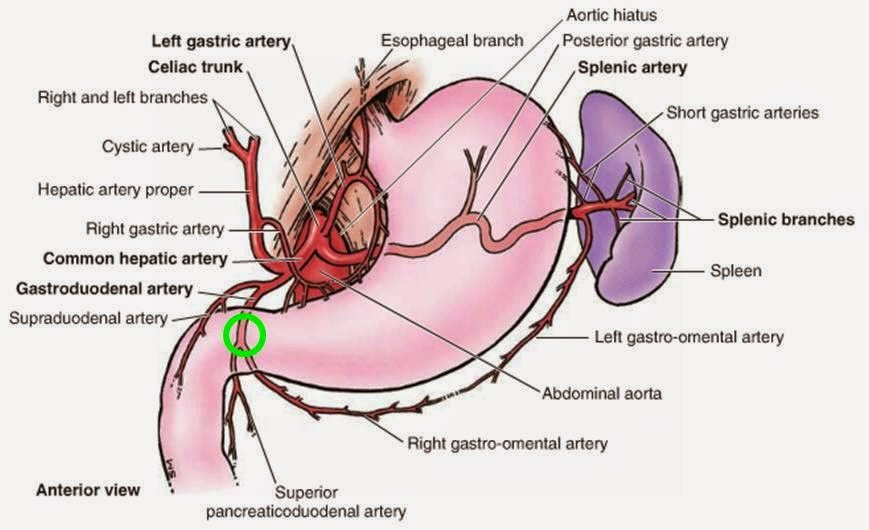 Aortic hiatus
Left gastric artery
Esophageal branch
Posterior gastric artery
Celiac trunk
Splenic artery
Right and left branches
Short gastric arteries
Cystic artery
Hepatic artery proper
Right gastric artery
Splenic branches
Common hepatic artery
Spleen
Gastroduodenal artery
Supraduodenal artery
Left gastro-omental artery
Abdominal aorta
Right gastro-omental artery
SM
Anterior view
Superior
pancreaticoduodenal artery